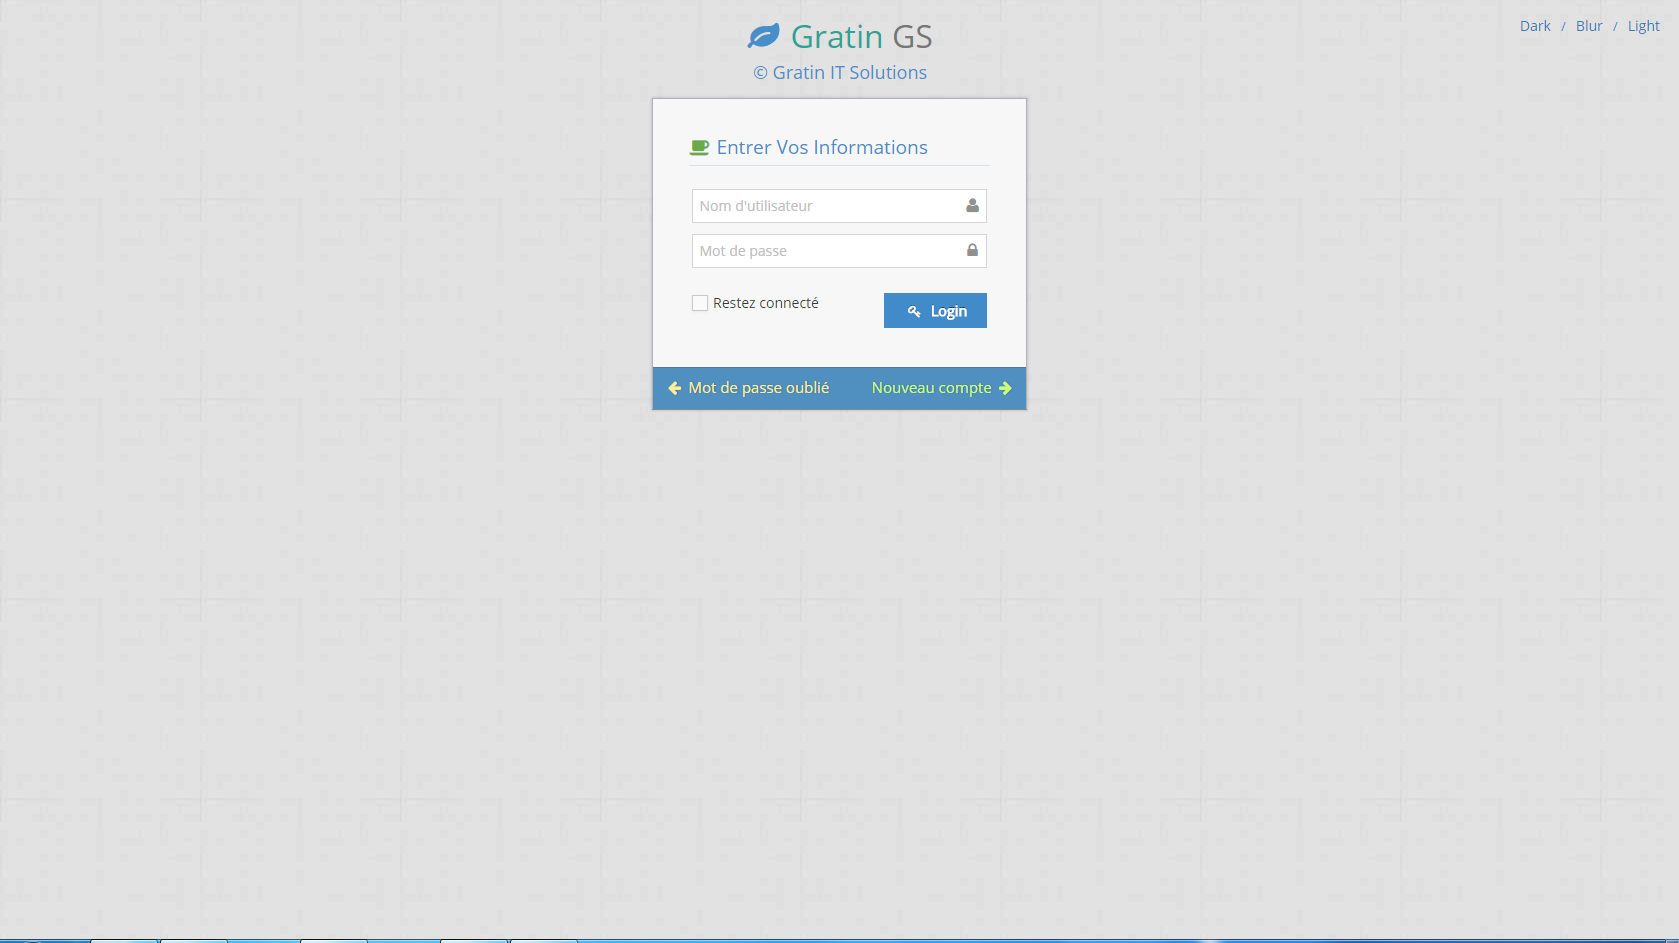 Gratin GS
© Gratin IT Solutions
Dark / Blur / Light
Entrer Vos Informations
Nom d'utilisateur
Mot de passe
Restez connecté
Login
Mot de passe oublié
Nouveau compte